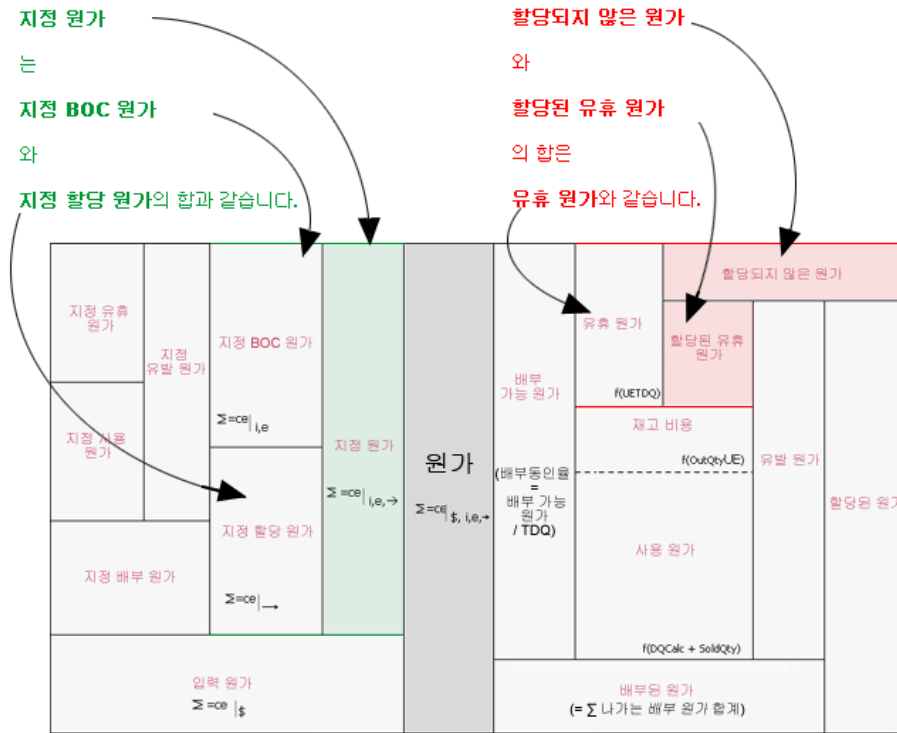 지정 원가
는
지정 BOC 원가
와
지정 할당 원가의 합과 같습니다.
할당되지 않은 원가
와
할당된 유휴 원가
의 합은
유휴 원가와 같습니다.
지정 유휴
원가
지정
유발 원가
지정 사용
원가
지정 배부 원가
지정 BOC 원가
Σ=ce|i,e
지정 할당 원가
Σ=ce|→
지정 원가
Σ=ce|i,e,→
입력 원가
Σ=ce|$
원가
Σ=ce|$, i,e,→
배부
가능 원가
(배부동인율
=
배부 가능
원가
/ TDQ)
유휴 원가
f(UETDQ)
할당되지 않은 원가
할당된 유휴
원가
재고 비용
f(OutQtyUE)
사용 원가
f(DQCalc + SoldQty)
유발 원가
할당된 원가
배부된 원가
(= ∑ 나가는 배부 원가 합계)